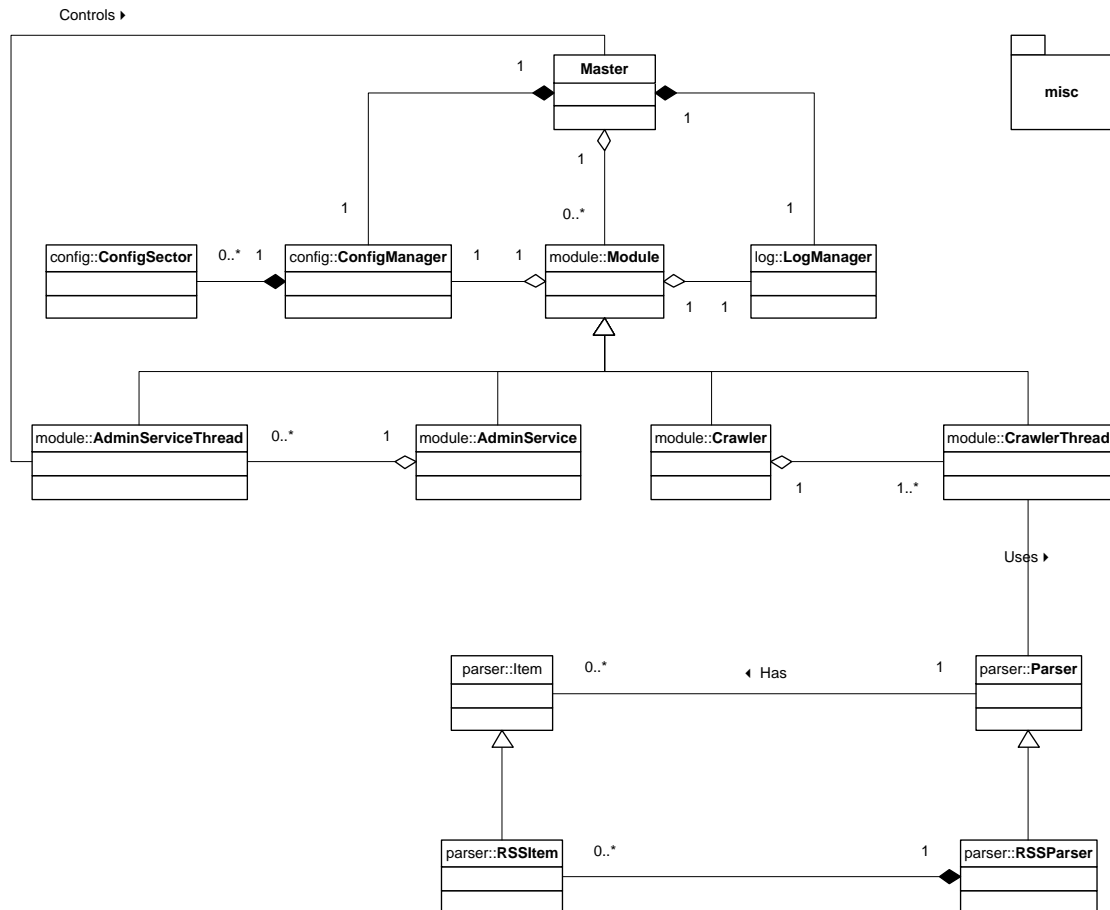 Controls
1
Master
misc
1
1
1
0..*
1
config::ConfigSector
0..*
1
config::ConfigManager
1
1
module::Module
log::LogManager
1
1
module::AdminServiceThread
0..*
1
module::AdminService
module::Crawler
module::CrawlerThread
1
1..*
Uses
parser::Item
0..*
Has
1
parser::Parser
parser::RSSItem
0..*
1
parser::RSSParser